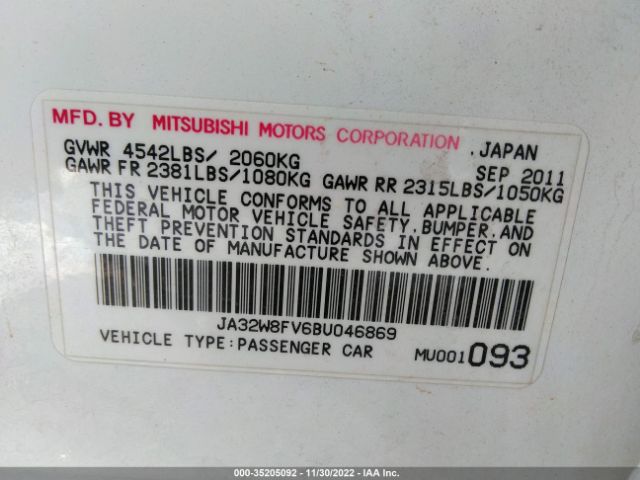 MFD. BY MITSUBISHI MOTORS CORPORATION .JAPAN
GVWR 4542LBS/ 2060KG SEP 2011
GAWR FR 2381LBS/1080KG GAWR RR 2315LBS/1050KG
THIS VEHICLE CONFORMS TO ALL APPLICABLE
FEDERAL MOTOR VEHICLE SAFETY,BUMPER,AND
THEFT PREVENTION STANDARDS IN EFFECT ON
THE DATE OF MANUFACTURE SHOWN ABOVE.
JA32W8FV6BU046869
VEHICLE TYPE:PASSENGER CAR MU001 093
000-35205092 - 11/30/2022 - IAA Inc.